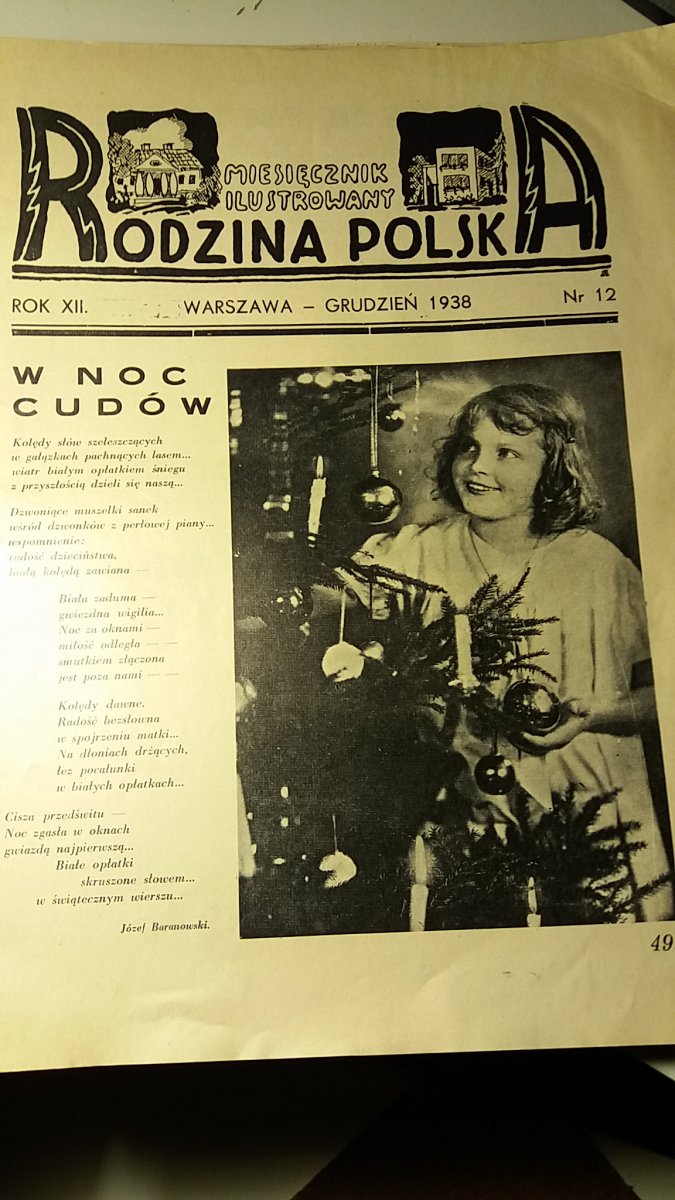 MIESIĘCZNIK
ILUSTROWANY
RODZINA POLSKA
ROK XII. WARSZAWA – GRUDZIEŃ 1938 Nr 12
W NOC
CUDÓW
Kolędy słów szeleszczących
w gałązkach pachnących lasem...
wiatr białym opłatkiem śniegu
z przyszłością dzieli się naszą...
Dzwoniące muszelki sanek
wśród dzwonków z perłowej piany...
wspomnienie:
radość dzieciństwa,
białą kolędą zawiana —
Biała zaduma —
gwiezdna wigilia...
Noc za oknami —
miłość odległa — —
smutkiem złączona
jest poza nami — —
Kolędy dawne.
Radość bezsłowna
w spojrzeniu matki...
Na dłoniach drżących,
łez pocałunki
w białych opłatkach...
Cisza przedświtu —
Noc zgasła w oknach
gwiazdą najpierwszą...
Białe opłatki
skruszone słowem...
w świątecznym wierszu...
Józef Baranowski.
49